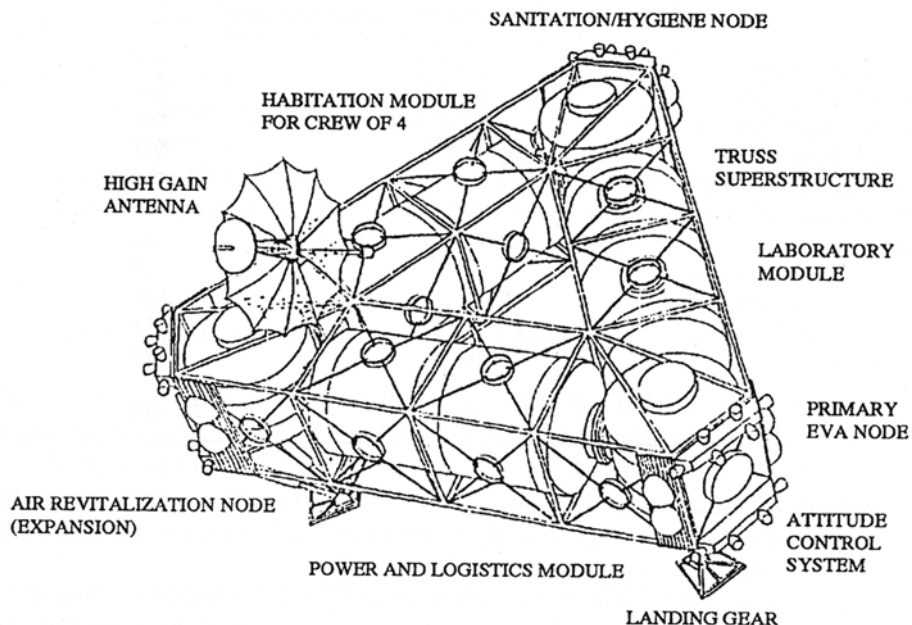 SANITATION/HYGIENE NODE
HABITATION MODULE
FOR CREW OF 4
HIGH GAIN
ANTENNA
TRUSS
SUPERSTRUCTURE
LABORATORY
MODULE
PRIMARY
EVA NODE
AIR REVITALIZATION NODE
(EXPANSION)
ATTITUDE
CONTROL
SYSTEM
POWER AND LOGISTICS MODULE
LANDING GEAR